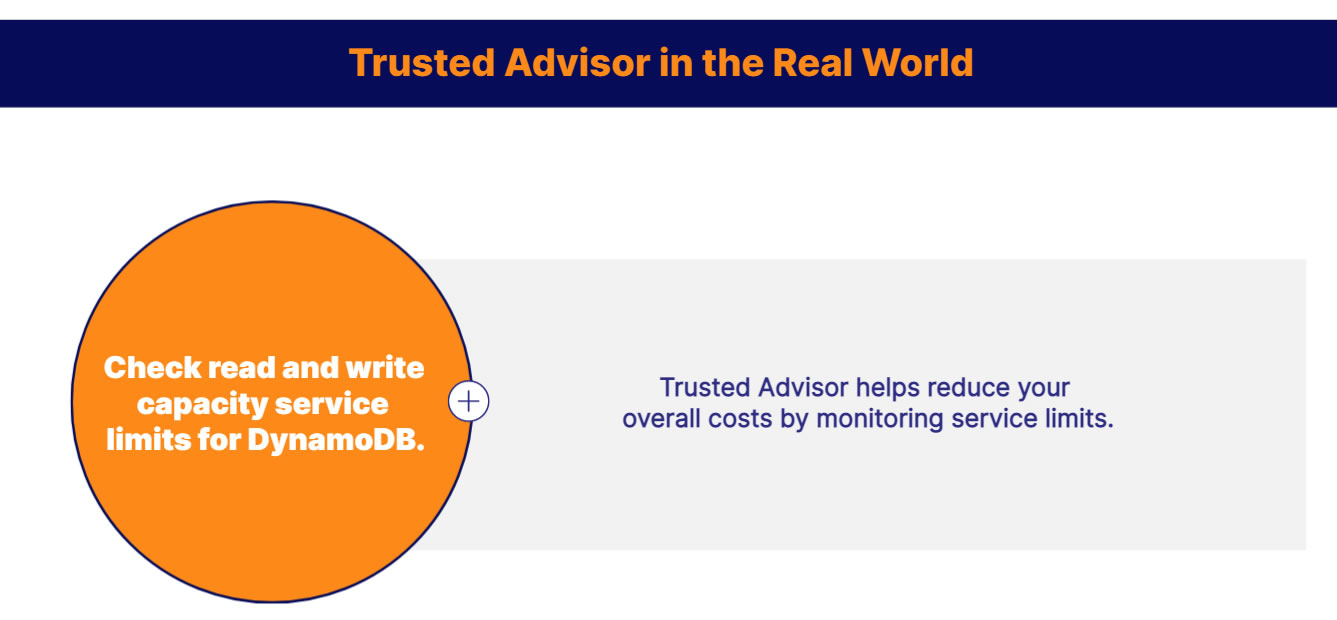 Trusted Advisor in the Real World
Check read and write
capacity service
limits for DynamoDB.
Trusted Advisor helps reduce your
overall costs by monitoring service limits.